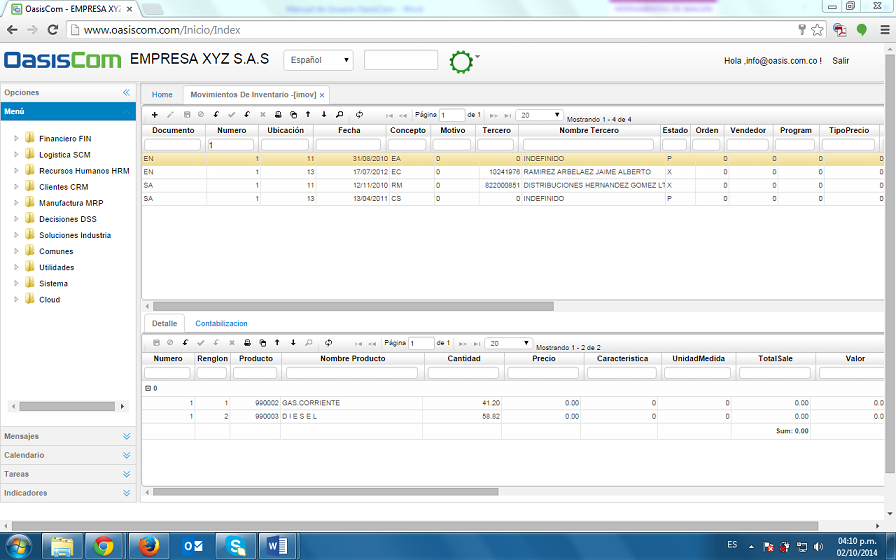 OasisCom - EMPRESA XYZ
www.oasiscom.com/Inicio/Index
OasisCom EMPRESA XYZ S.A.S Español Hola ,info@oasis.com.co ! Salir
Opciones
Menú
Financiero FIN
Logistica SCM
Recursos Humanos HRM
Clientes CRM
Manufactura MRP
Decisiones DSS
Soluciones Industria
Comunes
Utilidades
Sistema
Cloud
Mensajes
Calendario
Tareas
Indicadores
Home Movimientos De Inventario -[imov] x
Página 1 de 1 20 Mostrando 1 - 4 de 4
Documento Numero Ubicación Fecha Concepto Motivo Tercero Nombre Tercero Estado Orden Vendedor Program TipoPrecio
1
EN 1 11 31/08/2010 EA 0 0 INDEFINIDO P 0 0 0 0
EN 1 13 17/07/2012 EC 0 10241976 RAMIREZ ARBELAEZ JAIME ALBERTO X 0 0 0 0
SA 1 11 12/11/2010 RM 0 822000851 DISTRIBUCIONES HERNANDEZ GOMEZ LT X 0 0 0 0
SA 1 13 13/04/2011 CS 0 0 INDEFINIDO P 0 0 0 0
Detalle Contabilizacion
Página 1 de 1 20 Mostrando 1 - 2 de 2
Numero Renglon Producto Nombre Producto Cantidad Precio Caracteristica UnidadMedida TotalSale Valor
0
1 1 990002 GAS.CORRIENTE 41.20 0.00 0 0 0.00 0.0
1 2 990003 D I E S E L 58.82 0.00 0 0 0.00 0.0
Sum: 0.00
ES 04:10 p.m.
02/10/2014